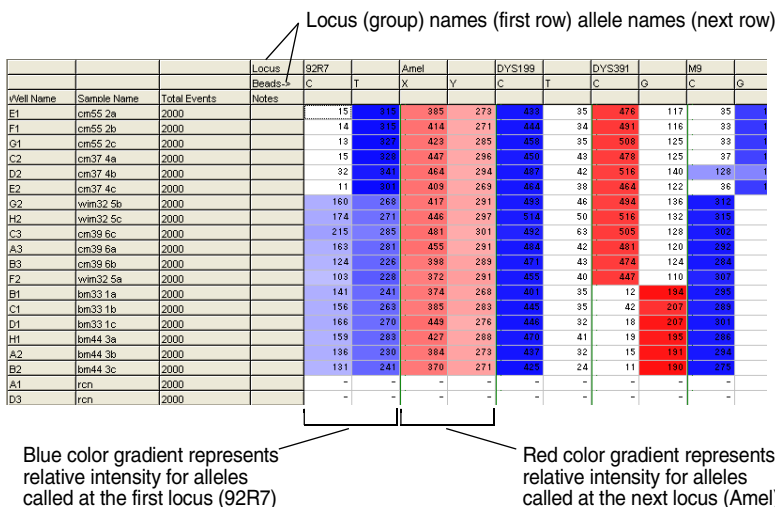 Locus (group) names (first row) allele names (next row)
Locus 92R7 Amel DYS199 DYS391 M9
Beads-> C T X Y C T C G C G
Well Name Sample Name Total Events Notes
E1 cm55 2a 2000 15 315 385 273 433 35 476 117 35
F1 cm55 2b 2000 14 315 414 271 444 34 491 116 33
G1 cm55 2c 2000 13 327 423 285 458 35 508 125 33
C2 cm37 4a 2000 15 328 447 296 450 43 478 125 37
D2 cm37 4b 2000 32 341 464 294 487 42 516 140 128
E2 cm37 4c 2000 11 301 409 269 464 38 464 122 36
G2 wim32 5b 2000 160 268 417 291 493 46 494 136 312
H2 wim32 5c 2000 174 271 446 297 514 50 516 132 315
C3 cm39 6c 2000 215 285 481 301 492 63 505 128 302
A3 cm39 6a 2000 163 281 455 291 484 42 481 120 292
B3 cm39 6b 2000 124 226 398 289 471 43 474 124 284
F2 wim32 5a 2000 103 228 372 291 455 40 447 110 307
B1 bm33 1a 2000 141 241 374 268 401 35 12 194 295
C1 bm33 1b 2000 156 263 385 283 445 35 42 207 289
D1 bm33 1c 2000 166 270 449 276 446 32 18 207 301
H1 bm44 3a 2000 159 283 427 288 470 41 19 195 286
A2 bm44 3b 2000 136 230 384 273 437 32 15 191 294
B2 bm44 3c 2000 131 241 370 271 425 24 11 190 275
A1 rcn 2000 - - - - - - - - -
D3 rcn 2000 - - - - - - - - -
Blue color gradient represents
relative intensity for alleles
called at the first locus (92R7)
Red color gradient represents
relative intensity for alleles
called at the next locus (Amel)